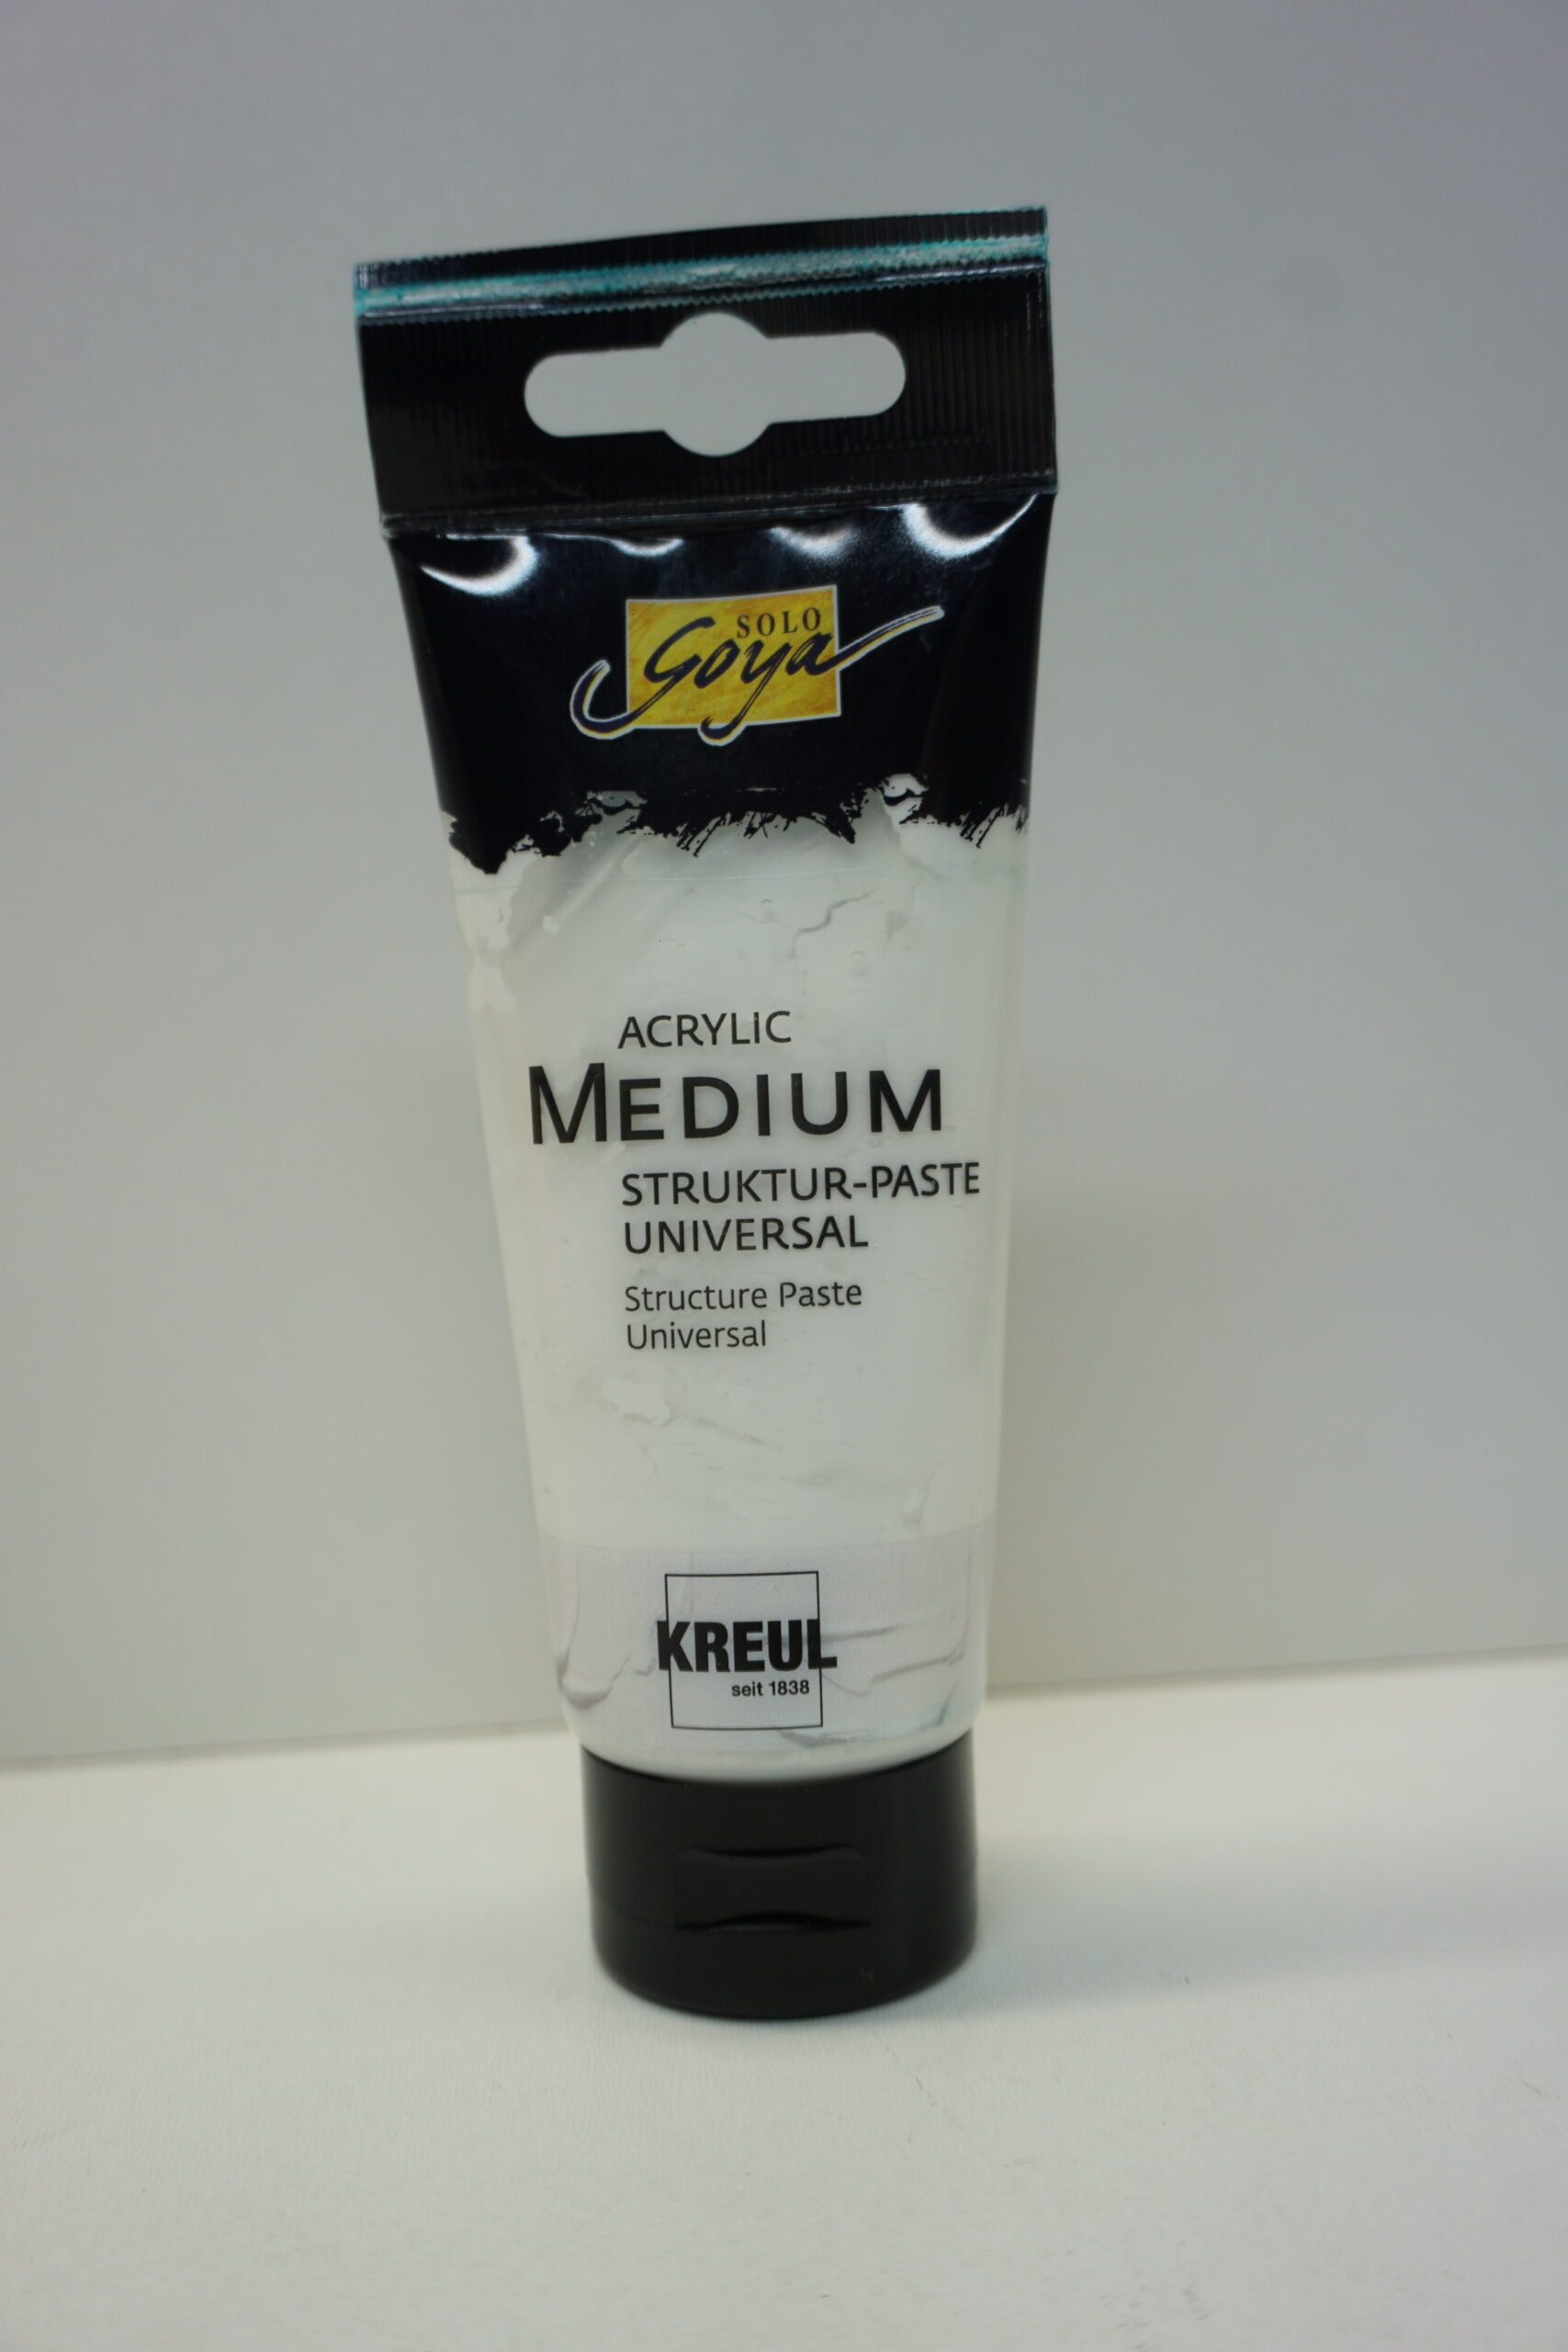 SOLO
Goya
ACRYLIC
MEDIUM
STRUKTUR-PASTE
UNIVERSAL
Structure Paste
Universal
KREUL
seit 1838